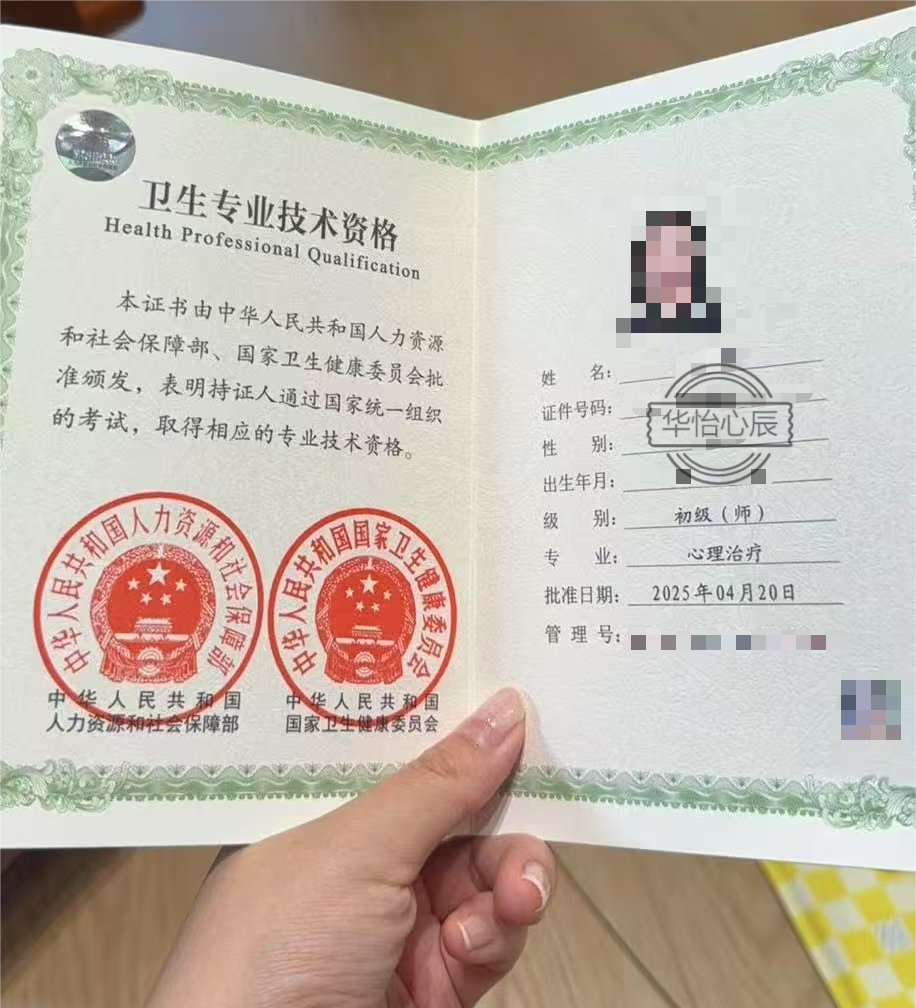 卫生专业技术资格
Health Professional Qualification
本证书由中华人民共和国人力资源
和社会保障部、国家卫生健康委员会批
准颁发，表明持证人通过国家统一组织
的考试，取得相应的专业技术资格。
中华人民共和国人力资源和社会保障部
中华人民共和国国家卫生健康委员会
中华人民共和国
人力资源和社会保障部
中华人民共和国
国家卫生健康委员会
姓 名：
证件号码：
华怡心辰
性 别：
出生年月：
级 别： 初级（师）
专 业： 心理治疗
批准日期： 2025年04月20日
管 理 号：